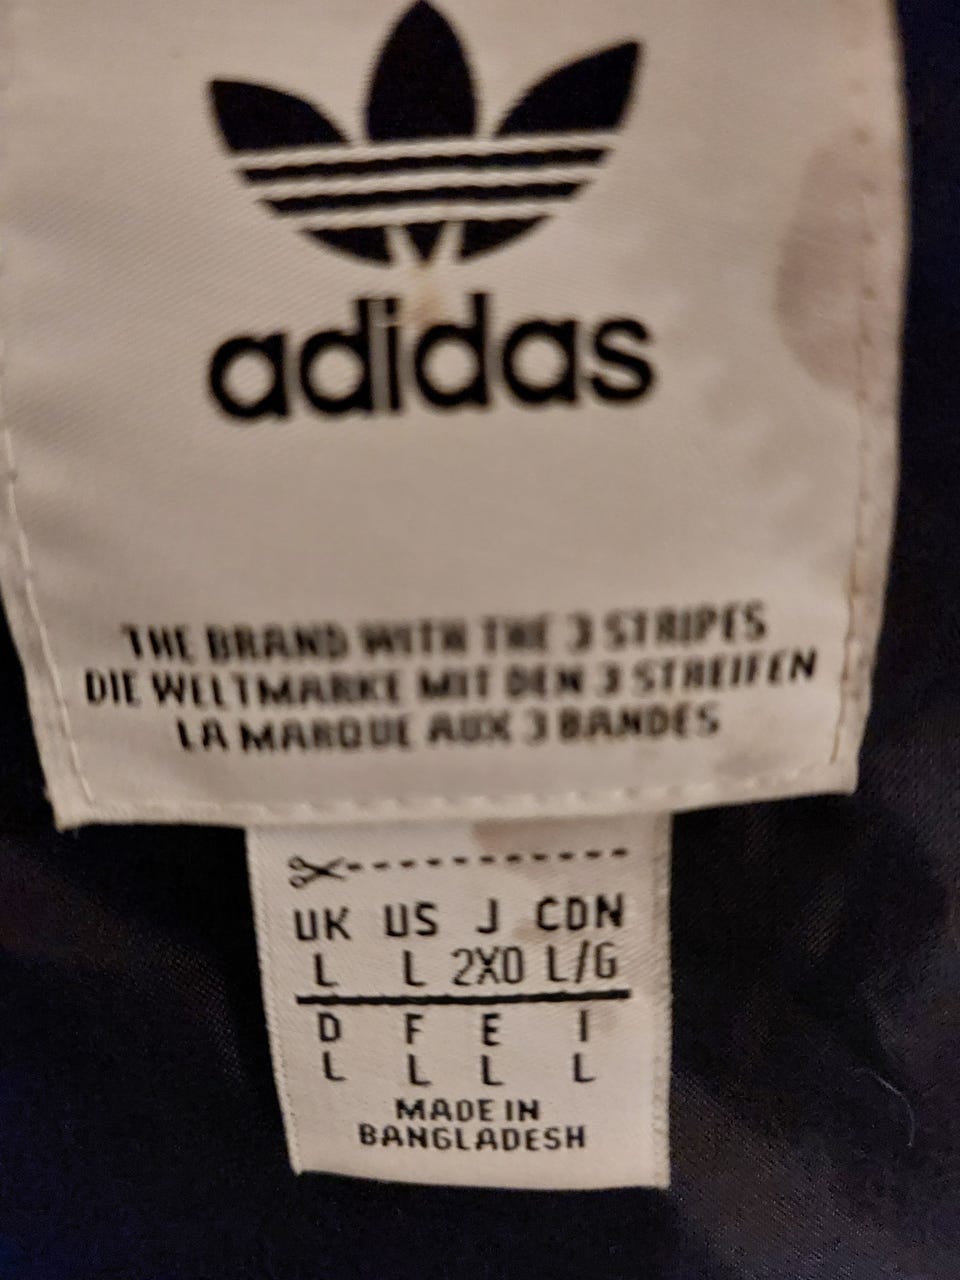 adidas
THE BRAND WITH THE 3 STRIPES
DIE WELTMARKE MIT DEN 3 STREIFEN
LA MARQUE AUX 3 BANDES
UK US J CDN
L L 2XO L/G
D F E I
L L L L
MADE IN
BANGLADESH